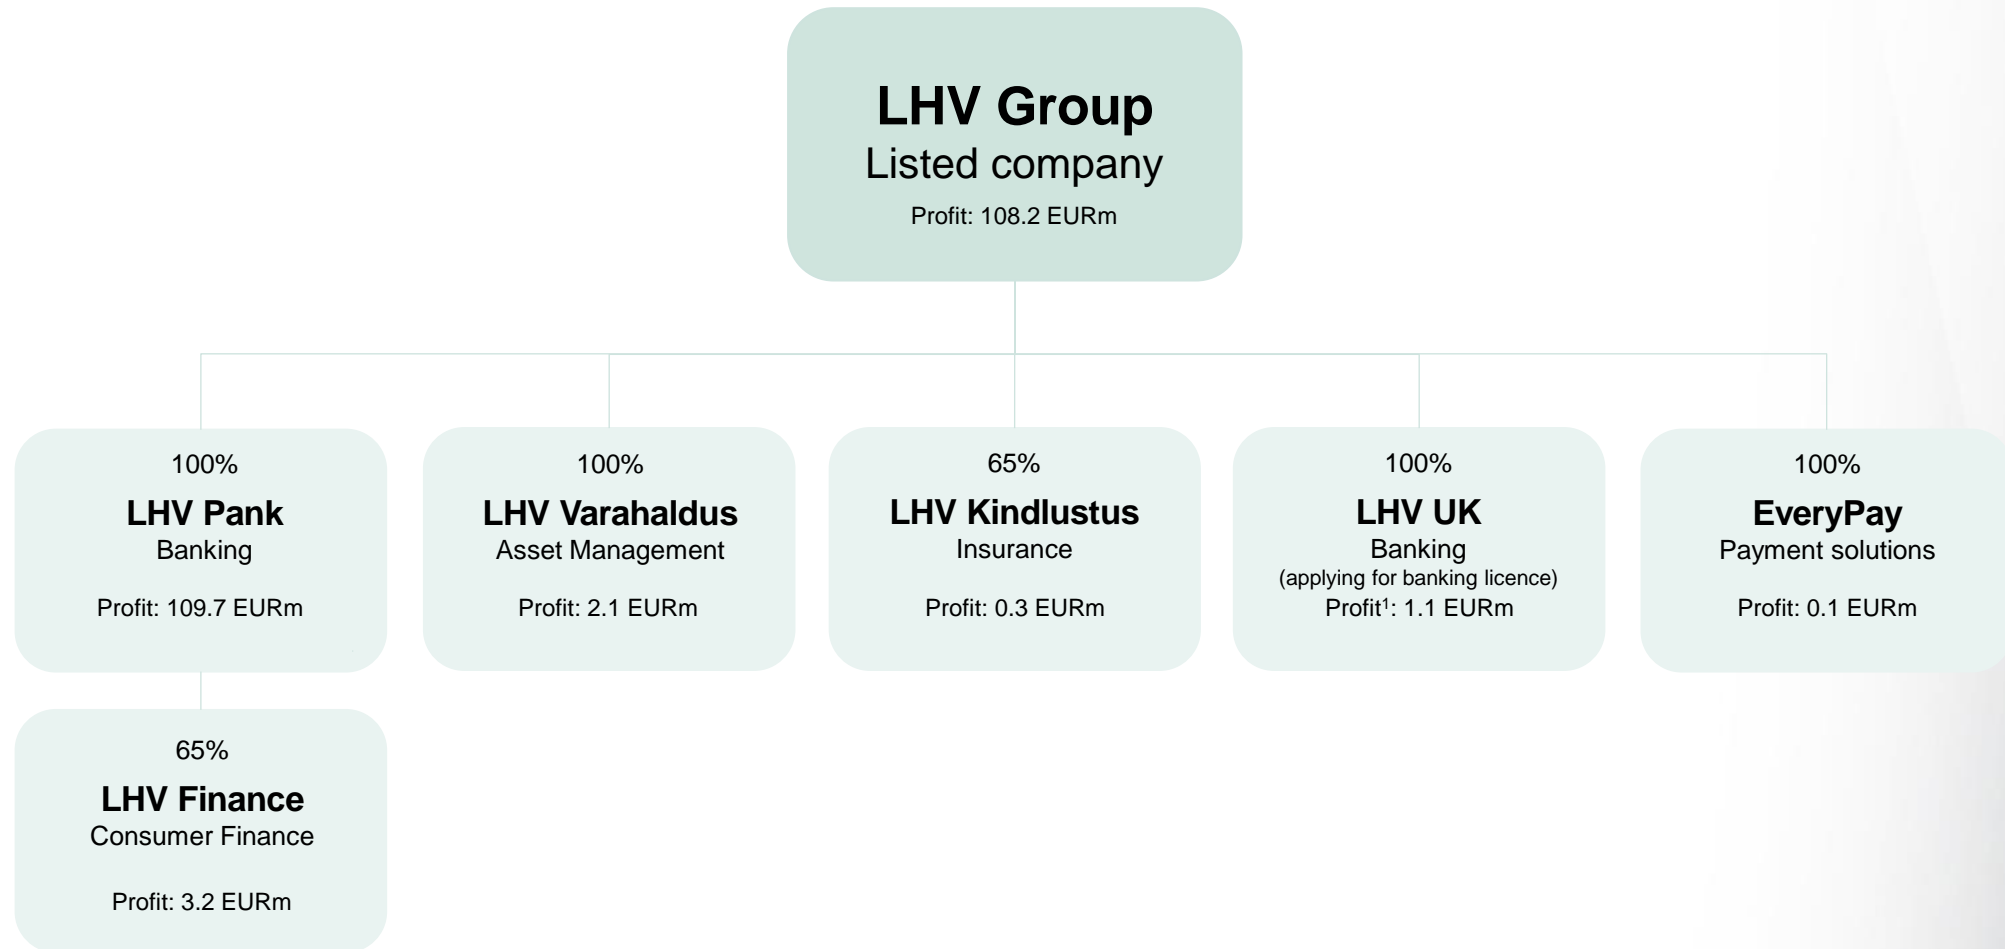 LHV Group
Listed company
Profit: 108.2 EURm
100%
LHV Pank
Banking
Profit: 109.7 EURm
100%
LHV Varahaldus
Asset Management
Profit: 2.1 EURm
65%
LHV Kindlustus
Insurance
Profit: 0.3 EURm
100%
LHV UK
Banking
(applying for banking licence)
Profit¹: 1.1 EURm
100%
EveryPay
Payment solutions
Profit: 0.1 EURm
65%
LHV Finance
Consumer Finance
Profit: 3.2 EURm